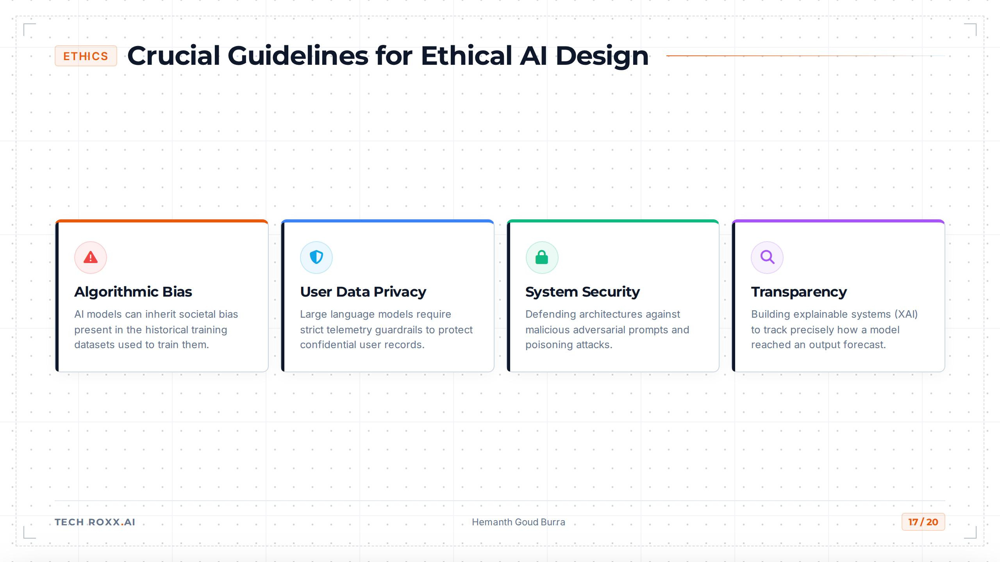 ETHICS
Crucial Guidelines for Ethical AI Design
Algorithmic Bias
AI models can inherit societal bias
present in the historical training
datasets used to train them.
User Data Privacy
Large language models require
strict telemetry guardrails to protect
confidential user records.
System Security
Defending architectures against
malicious adversarial prompts and
poisoning attacks.
Transparency
Building explainable systems (XAI)
to track precisely how a model
reached an output forecast.
TECH ROXX.AI
Hemanth Goud Burra
17 / 20